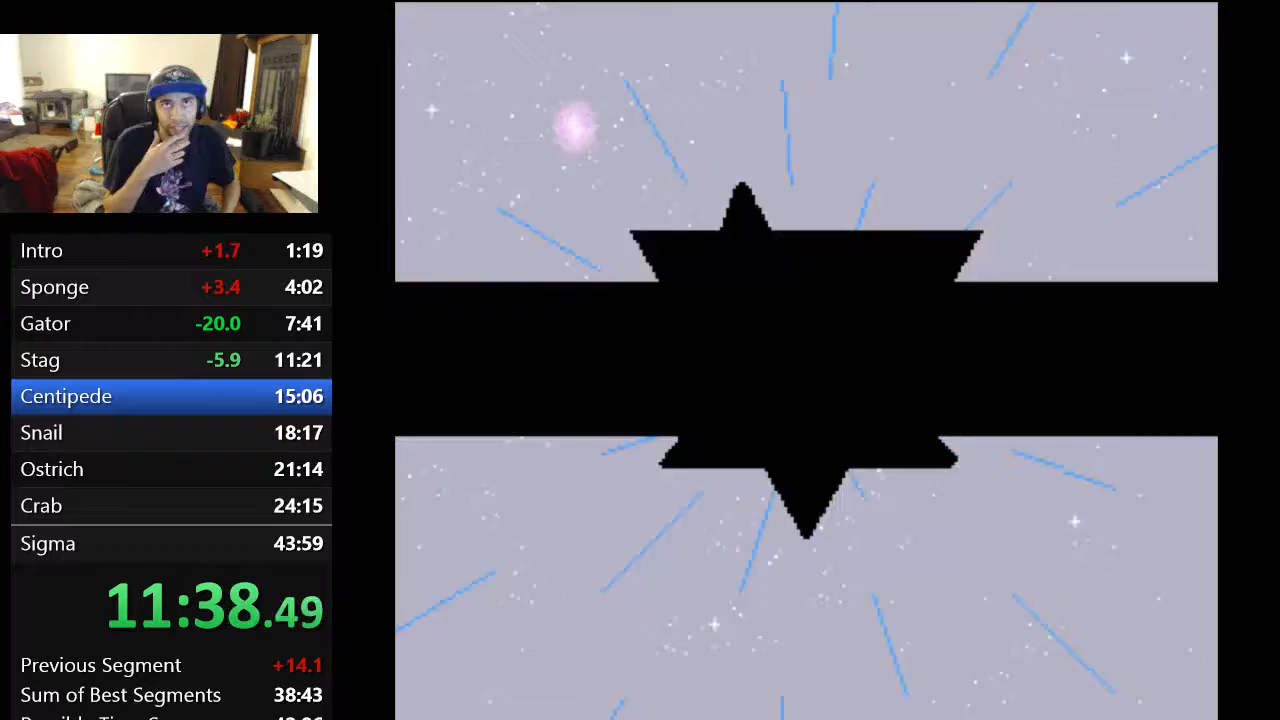 Intro +1.7 1:19
Sponge +3.4 4:02
Gator -20.0 7:41
Stag -5.9 11:21
Centipede 15:06
Snail 18:17
Ostrich 21:14
Crab 24:15
Sigma 43:59
11:38.49
Previous Segment +14.1
Sum of Best Segments 38:43